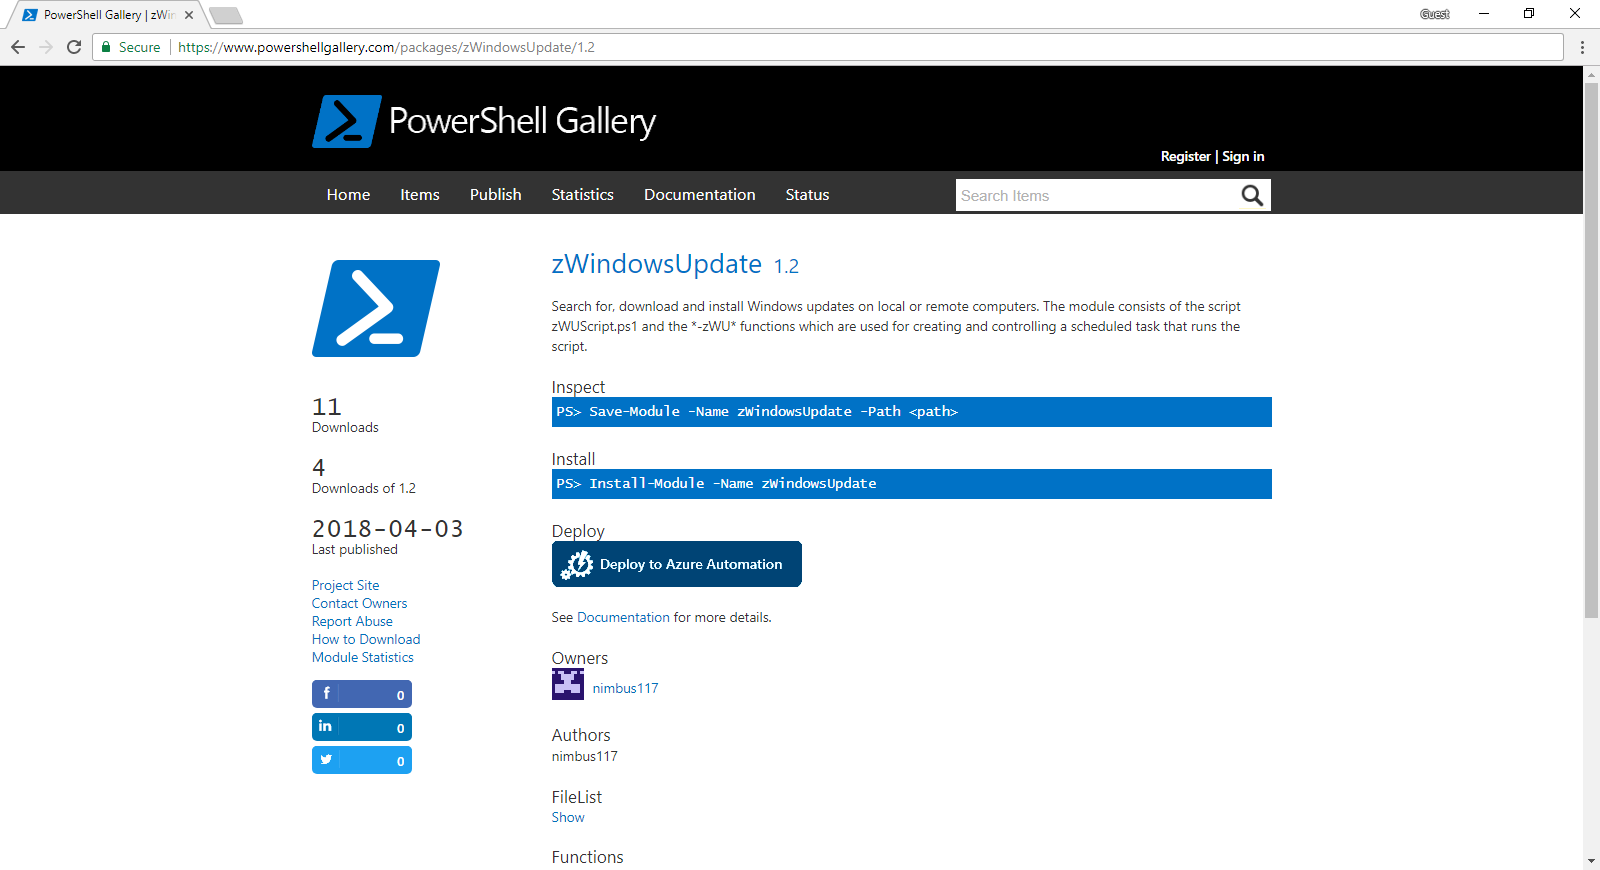 PowerShell Gallery | zWin
Guest
Secure
https://www.powershellgallery.com/packages/zWindowsUpdate/1.2
PowerShell Gallery
Register | Sign in
Home Items Publish Statistics Documentation Status
Search Items
zWindowsUpdate 1.2
Search for, download and install Windows updates on local or remote computers. The module consists of the script
zWUScript.ps1 and the *-zWU* functions which are used for creating and controlling a scheduled task that runs the
script.
11
Downloads
4
Downloads of 1.2
2018-04-03
Last published
Project Site
Contact Owners
Report Abuse
How to Download
Module Statistics
f 0
in 0
0
Inspect
PS> Save-Module -Name zWindowsUpdate -Path <path>
Install
PS> Install-Module -Name zWindowsUpdate
Deploy
Deploy to Azure Automation
See Documentation for more details.
Owners
nimbus117
Authors
nimbus117
FileList
Show
Functions